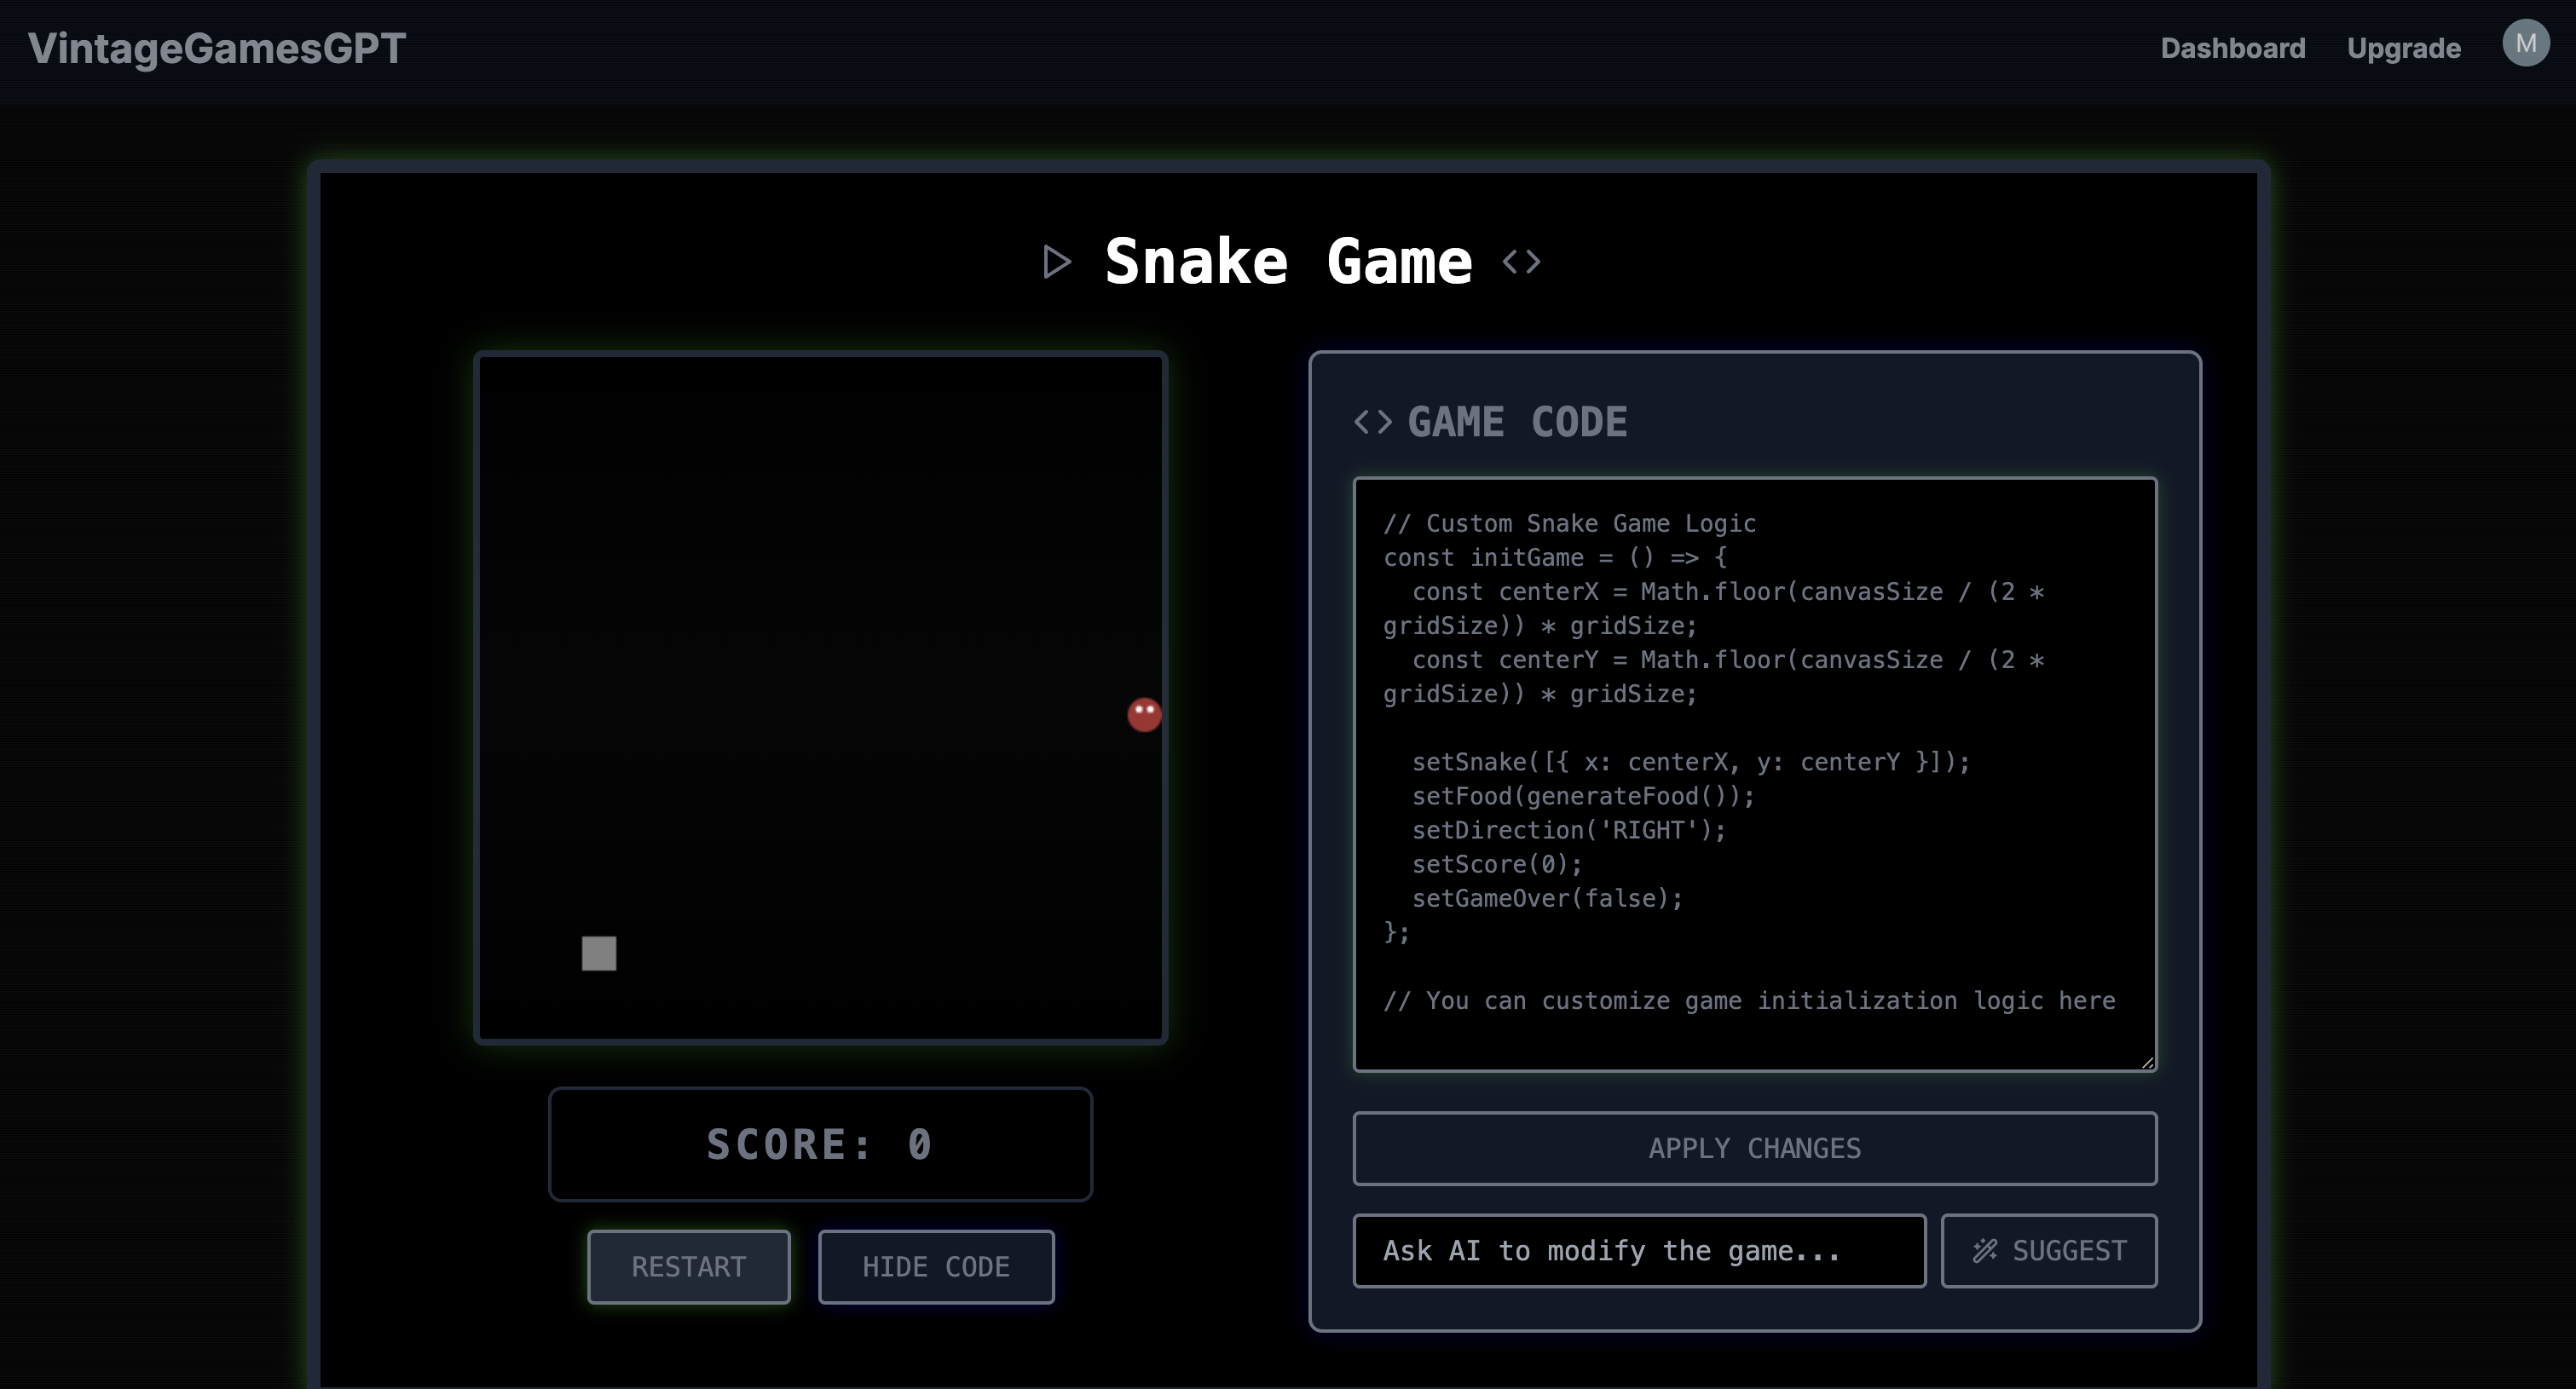 VintageGamesGPT
Dashboard
Upgrade
M
Snake Game
GAME CODE
// Custom Snake Game Logic
const initGame = () => {
  const centerX = Math.floor(canvasSize / (2 *
gridSize)) * gridSize;
  const centerY = Math.floor(canvasSize / (2 *
gridSize)) * gridSize;

  setSnake([{ x: centerX, y: centerY }]);
  setFood(generateFood());
  setDirection('RIGHT');
  setScore(0);
  setGameOver(false);
};

// You can customize game initialization logic here
SCORE: 0
RESTART
HIDE CODE
APPLY CHANGES
Ask AI to modify the game...
SUGGEST